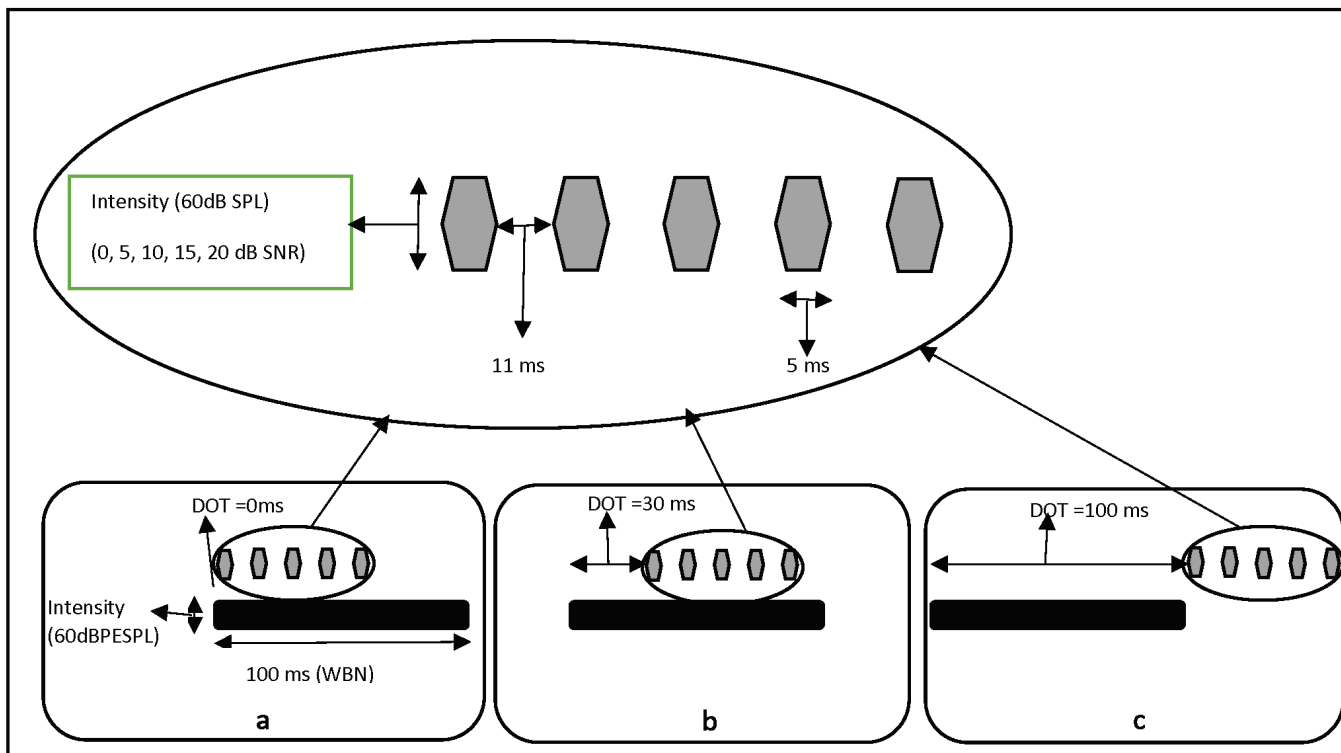 Intensity (60dB SPL)
(0, 5, 10, 15, 20 dB SNR)
11 ms
5 ms
DOT =0ms
Intensity
(60dBPESPL)
100 ms (WBN)
a
DOT =30 ms
b
DOT =100 ms
c